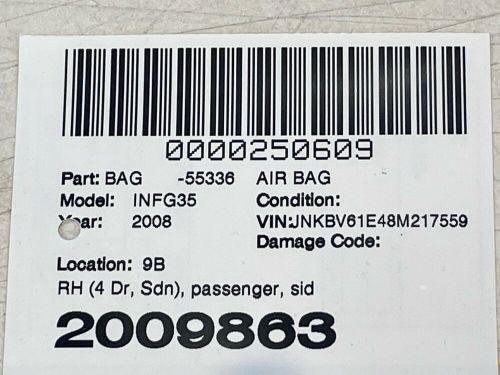 0000250609
Part: BAG -55336 AIR BAG
Model: INFG35 Condition:
Year: 2008 VIN:JNKBV61E48M217559
Damage Code:
Location: 9B
RH (4 Dr, Sdn), passenger, sid
2009863